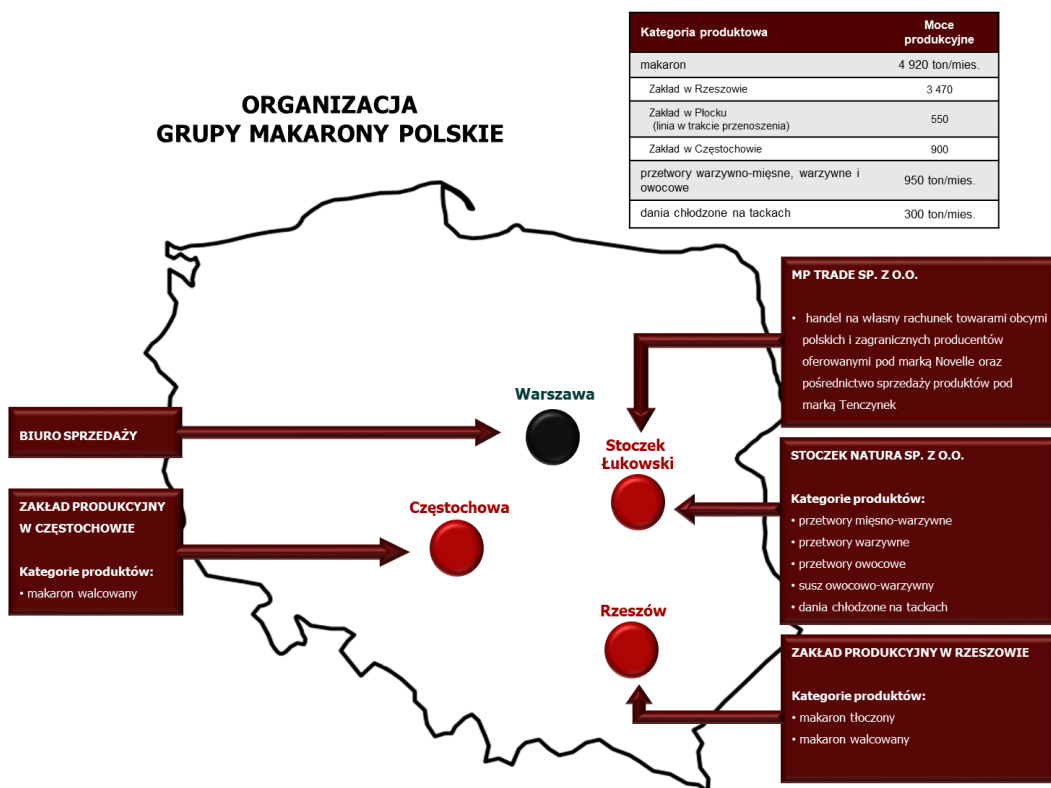 ORGANIZACJA
GRUPY MAKARONY POLSKIE
Kategoria produktowa Moce produkcyjne
makaron 4 920 ton/mies.
Zakład w Rzeszowie 3 470
Zakład w Płocku
(linia w trakcie przenoszenia) 550
Zakład w Częstochowie 900
przetwory warzywno-mięsne, warzywne i
owocowe 950 ton/mies.
dania chłodzone na tackach 300 ton/mies.
MP TRADE SP. Z O.O.
• handel na własny rachunek towarami obcymi
polskich i zagranicznych producentów
oferowanymi pod marką Novelle oraz
pośrednictwo sprzedaży produktów pod
marką Tenczynek
Warszawa
BIURO SPRZEDAŻY
Stoczek
Łukowski
STOCZEK NATURA SP. Z O.O.
Kategorie produktów:
• przetwory mięsno-warzywne
• przetwory warzywne
• przetwory owocowe
• susz owocowo-warzywny
• dania chłodzone na tackach
ZAKŁAD PRODUKCYJNY
W CZĘSTOCHOWIE
Kategorie produktów:
• makaron walcowany
Częstochowa
Rzeszów
ZAKŁAD PRODUKCYJNY W RZESZOWIE
Kategorie produktów:
• makaron tłoczony
• makaron walcowany